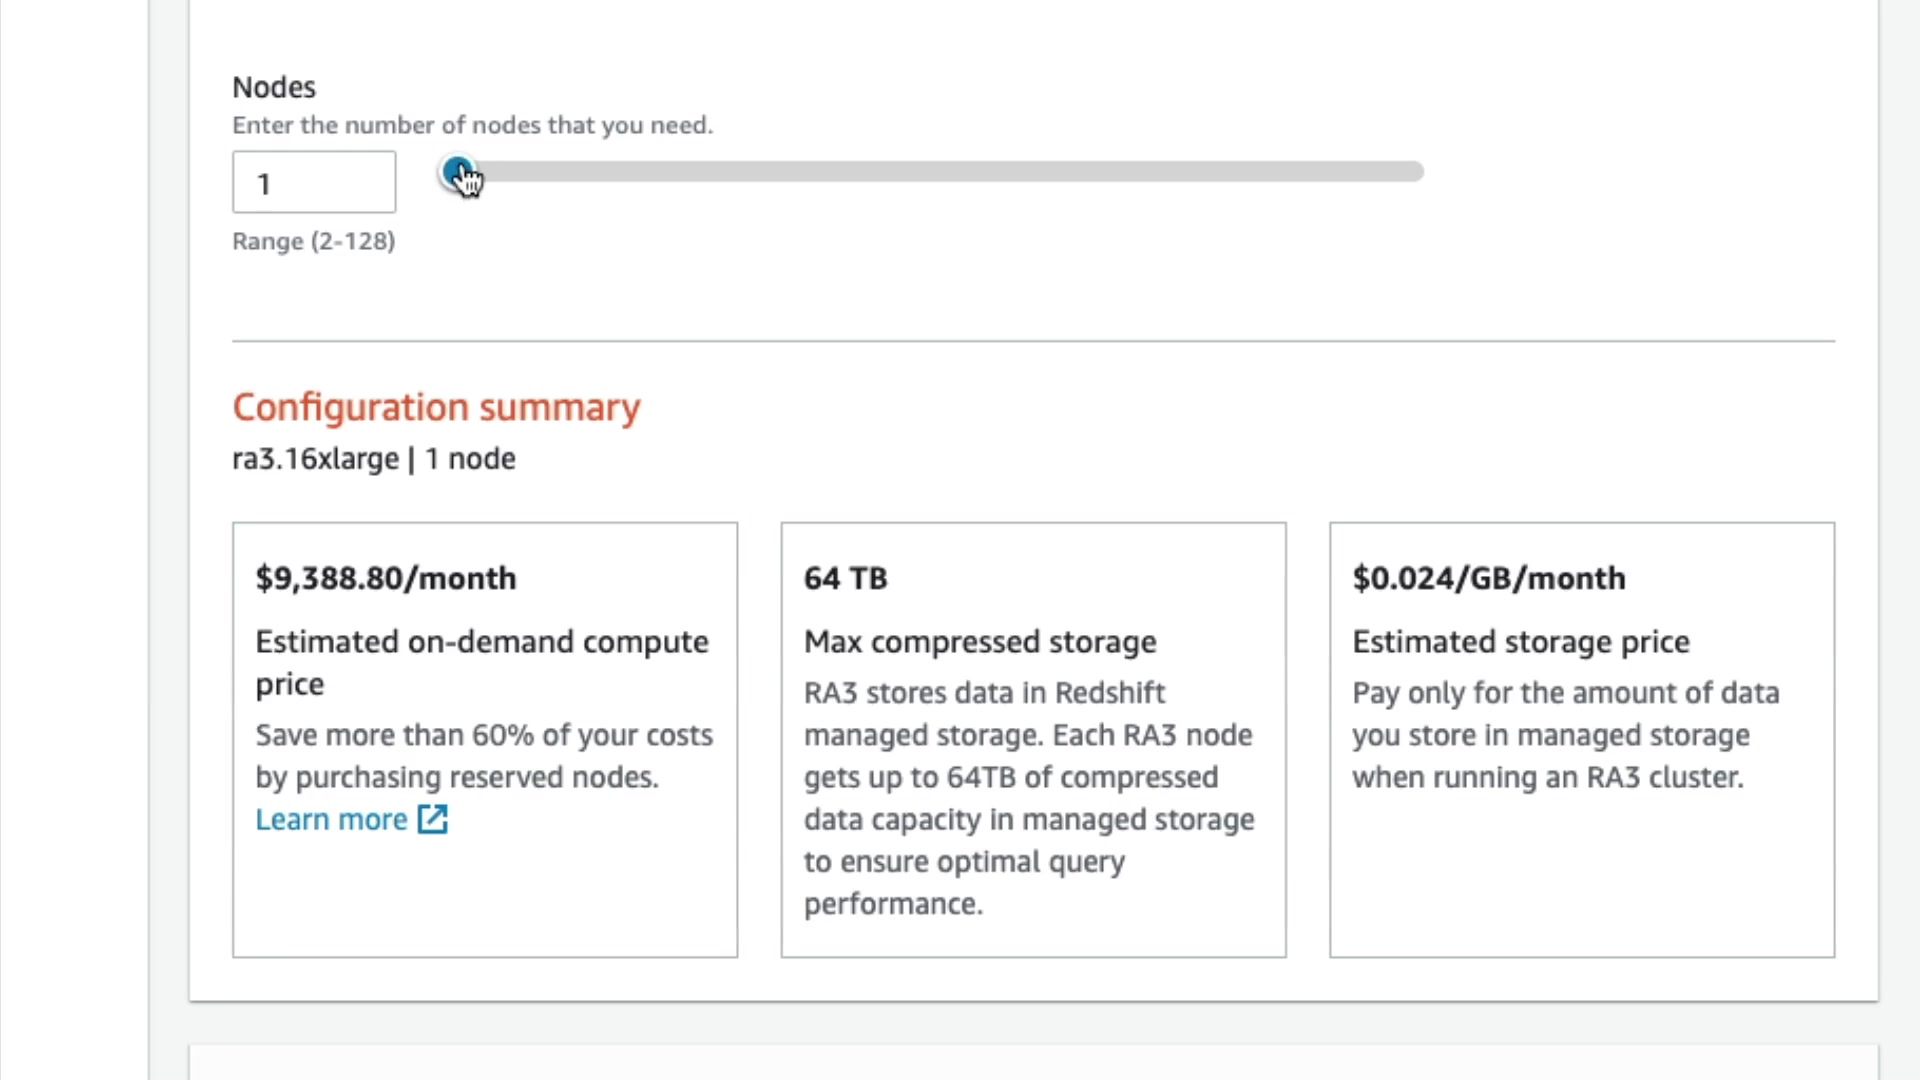 Nodes
Enter the number of nodes that you need.
1
Range (2-128)
Configuration summary
ra3.16xlarge | 1 node
$9,388.80/month
Estimated on-demand compute
price
Save more than 60% of your costs
by purchasing reserved nodes.
Learn more
64 TB
Max compressed storage
RA3 stores data in Redshift
managed storage. Each RA3 node
gets up to 64TB of compressed
data capacity in managed storage
to ensure optimal query
performance.
$0.024/GB/month
Estimated storage price
Pay only for the amount of data
you store in managed storage
when running an RA3 cluster.